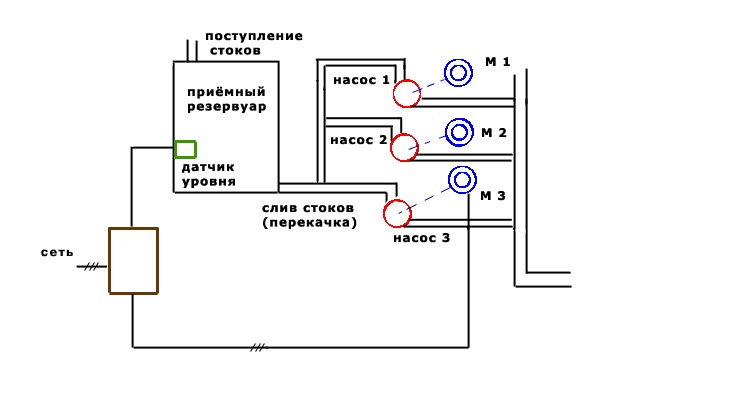 поступление
стоков
приёмный
резервуар
датчик
уровня
сеть
слив стоков
(перекачка)
насос 1
М 1
насос 2
М 2
М 3
насос 3